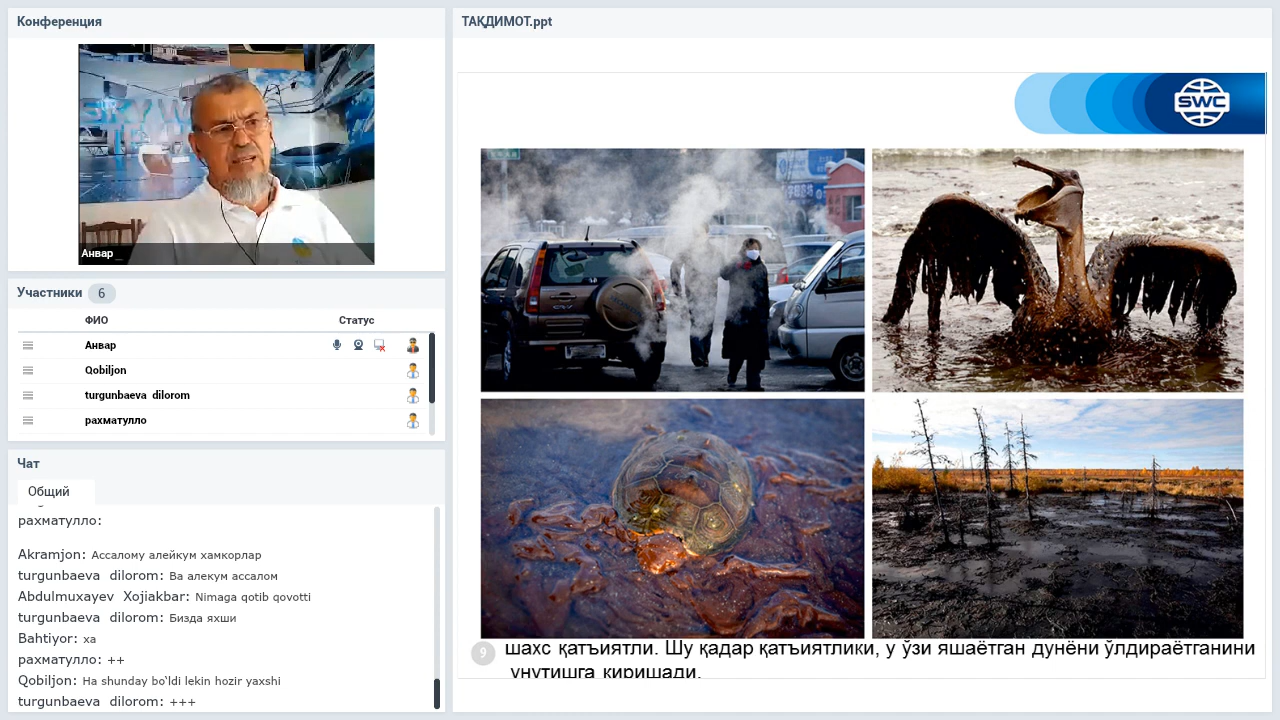 Конференция
Анвар
Участники 6
ФИО Статус
Анвар
Qobiljon
turgunbaeva dilorom
рахматулло
Чат
Общий
рахматулло:
Akramjon: Ассалому алейкум хамкорлар
turgunbaeva dilorom: Ва алекум ассалом
Abdulmuxayev Xojiakbar: Nimaga qotib qovotti
turgunbaeva dilorom: Бизда яхши
Bahtiyor: ха
рахматулло: ++
Qobiljon: Ha shunday bo'ldi lekin hozir yaxshi
turgunbaeva dilorom: +++
ТАҚДИМОТ.ppt
SWC
9 шахс қатъиятли. Шу қадар қатъиятлики, у ўзи яшаётган дунёни ўлдираётганини
унутишга киришади.